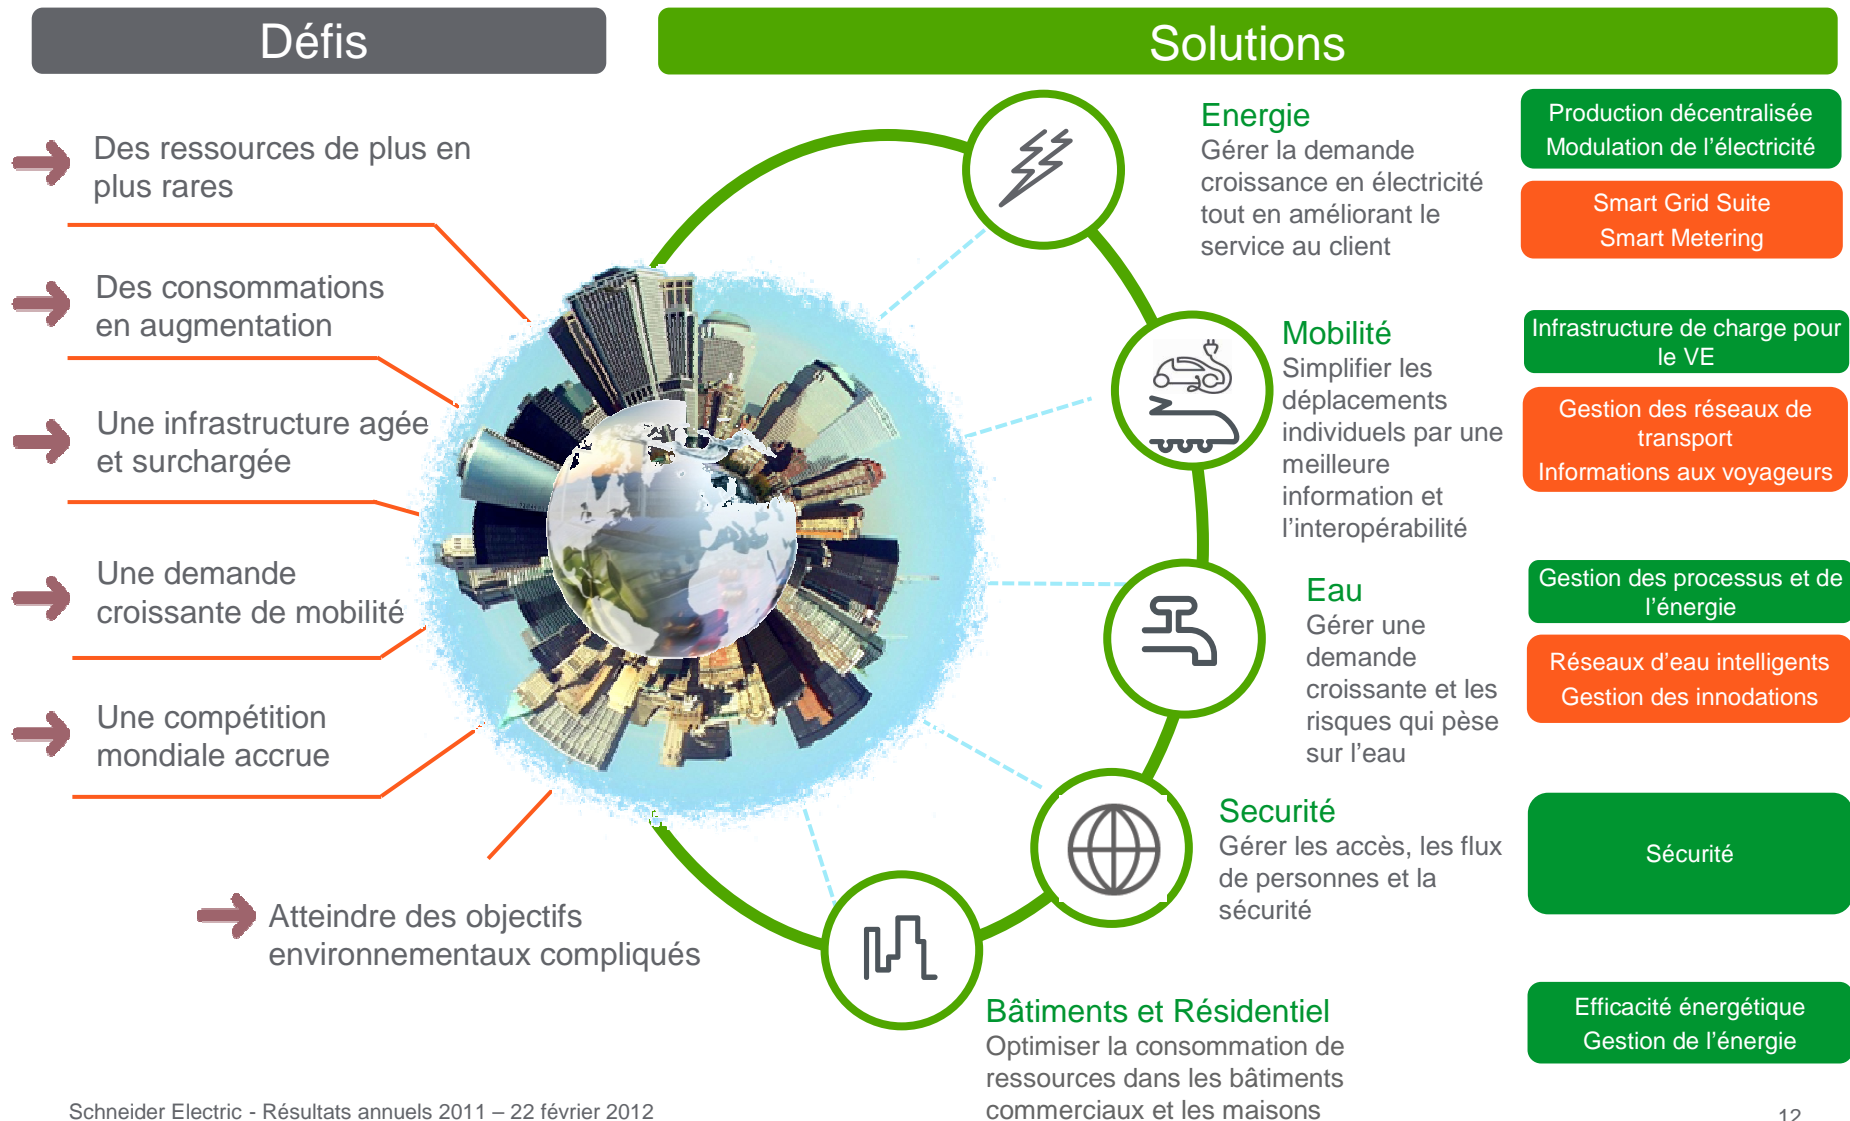 Défis
Solutions
Des ressources de plus en
plus rares
Des consommations
en augmentation
Une infrastructure agée
et surchargée
Une demande
croissante de mobilité
Une compétition
mondiale accrue
Atteindre des objectifs
environnementaux compliqués
Energie
Gérer la demande
croissance en électricité
tout en améliorant le
service au client
Production décentralisée
Modulation de l'électricité
Smart Grid Suite
Smart Metering
Mobilité
Simplifier les
déplacements
individuels par une
meilleure
information et
l'interopérabilité
Infrastructure de charge pour
le VE
Gestion des réseaux de
transport
Informations aux voyageurs
Eau
Gérer une
demande
croissante et les
risques qui pèse
sur l'eau
Gestion des processus et de
l'énergie
Réseaux d'eau intelligents
Gestion des innodations
Securité
Gérer les accès, les flux
de personnes et la
sécurité
Sécurité
Bâtiments et Résidentiel
Optimiser la consommation de
ressources dans les bâtiments
commerciaux et les maisons
Efficacité énergétique
Gestion de l'énergie
Schneider Electric - Résultats annuels 2011 – 22 février 2012
12